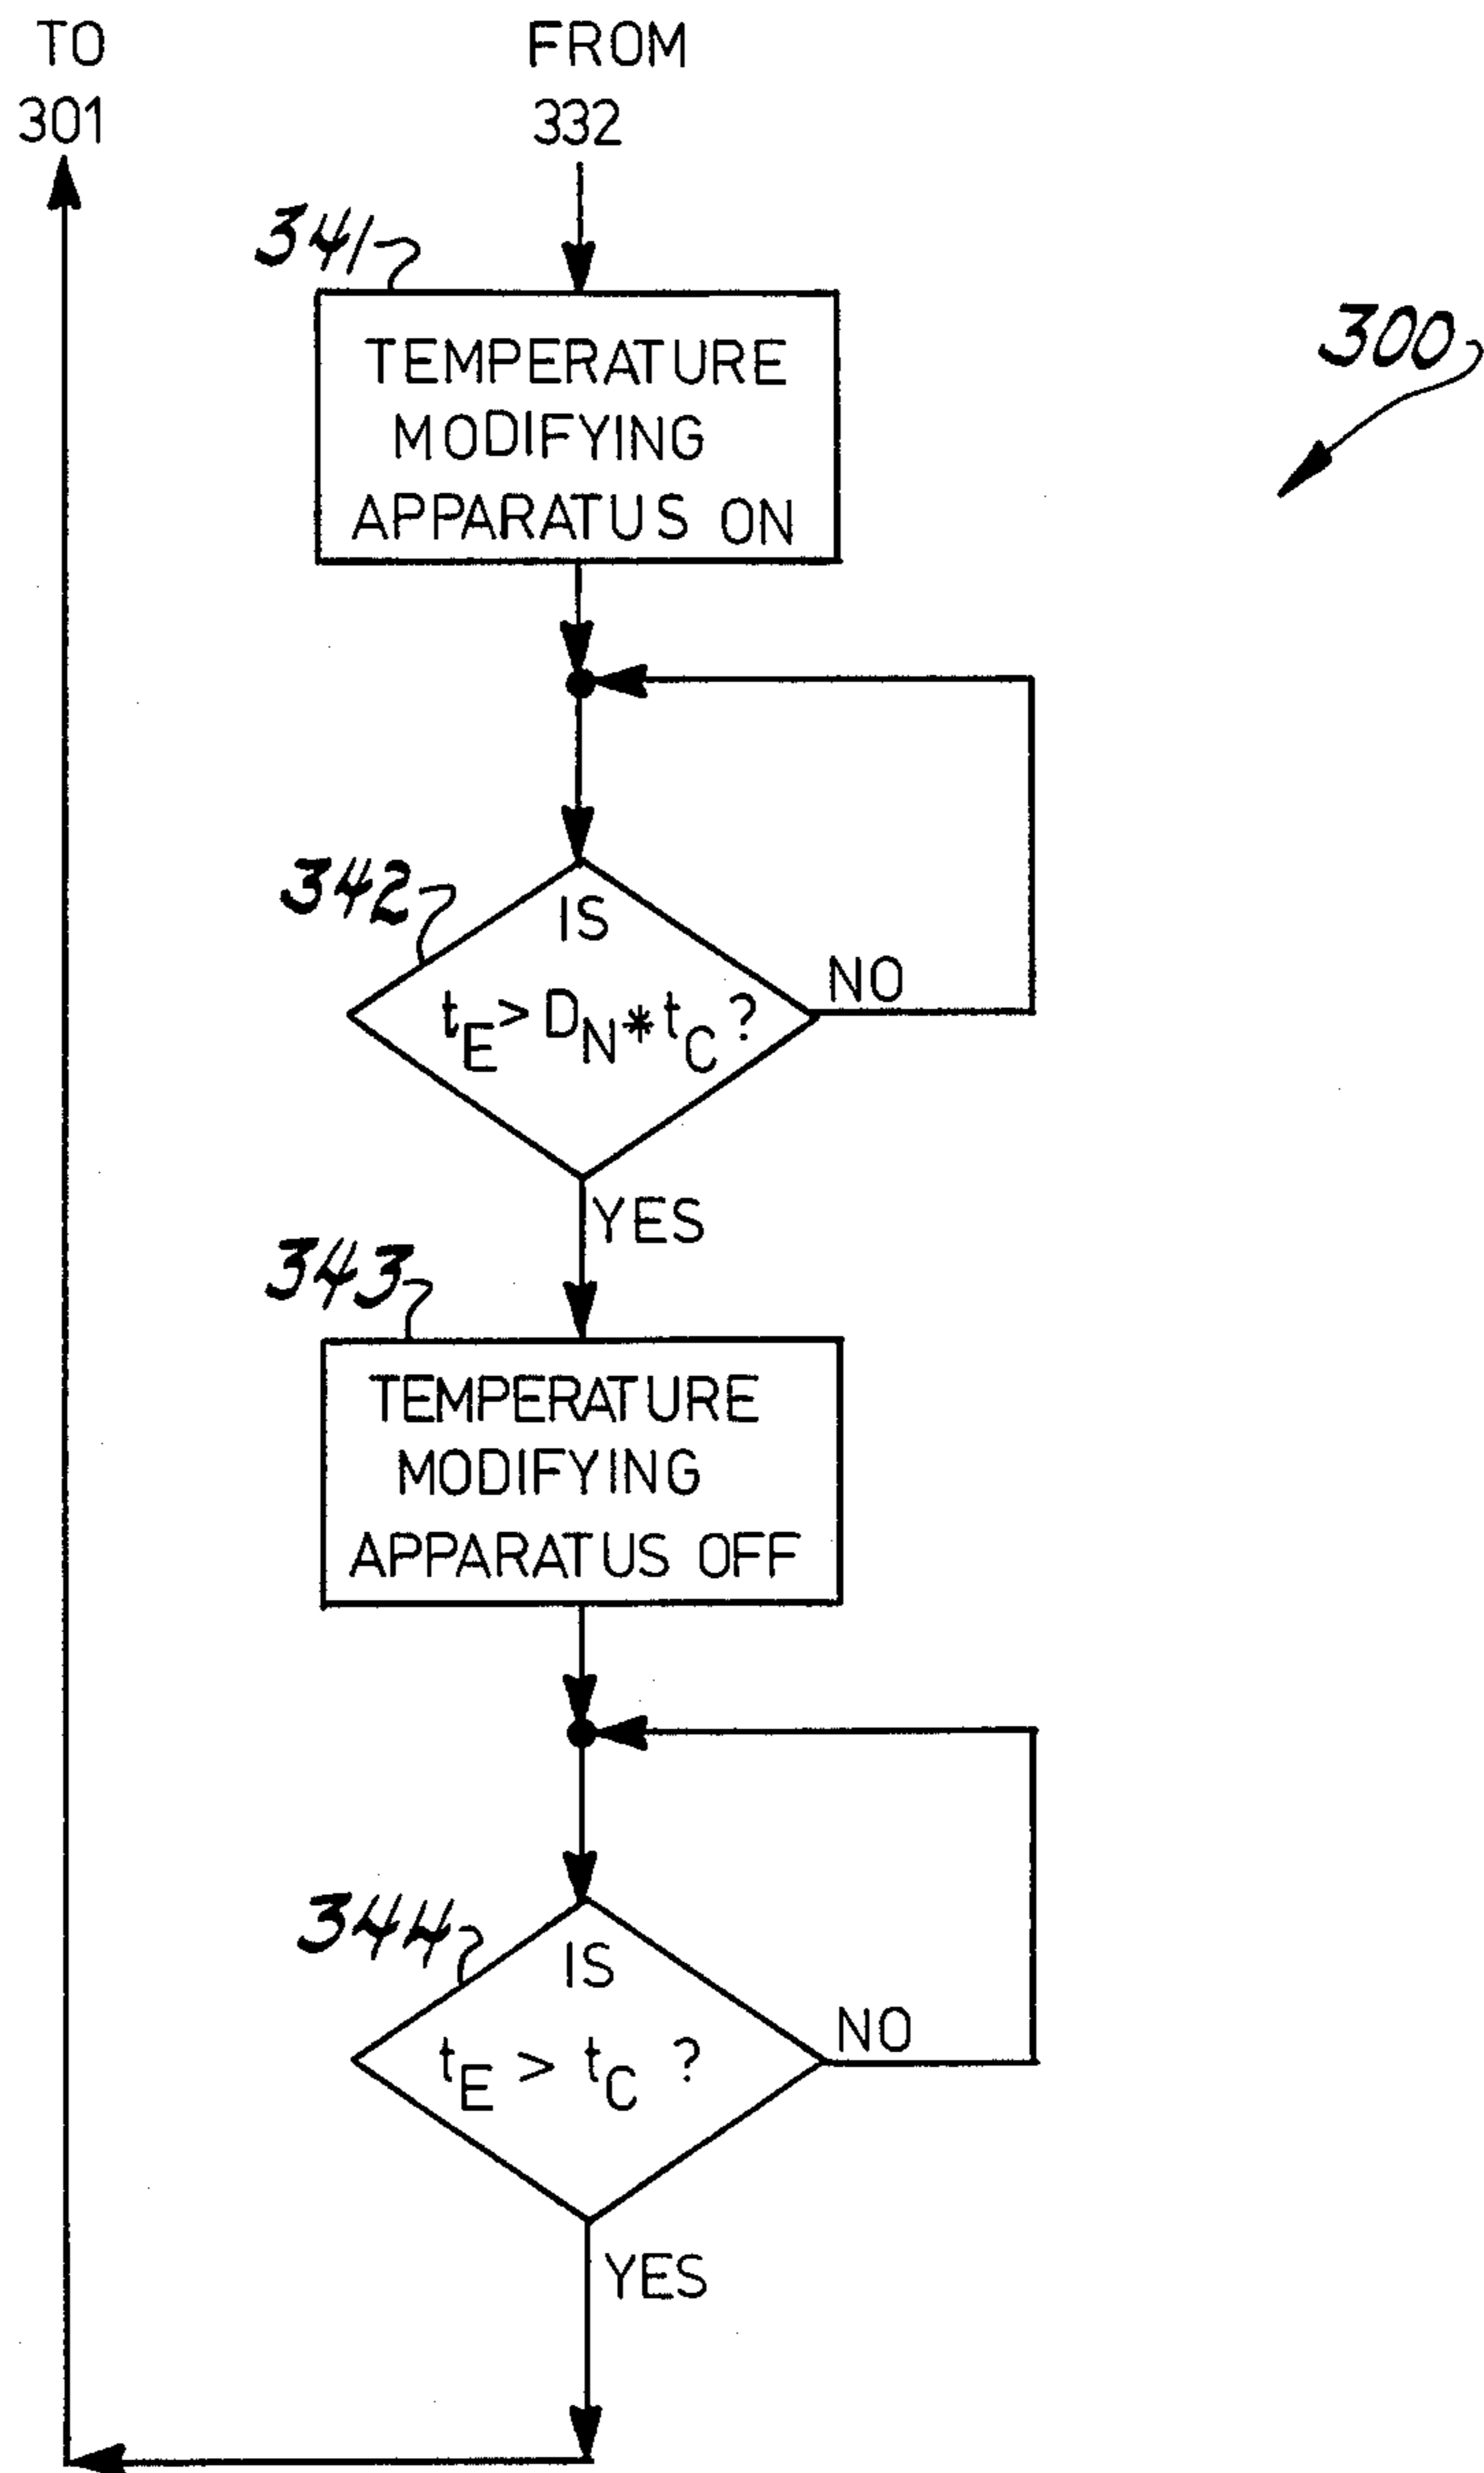 TO
301
FROM
332
341
300
TEMPERATURE
MODIFYING
APPARATUS ON
342
IS
tE > DN * tC ?
NO
YES
343
TEMPERATURE
MODIFYING
APPARATUS OFF
344
IS
tE > tC ?
NO
YES